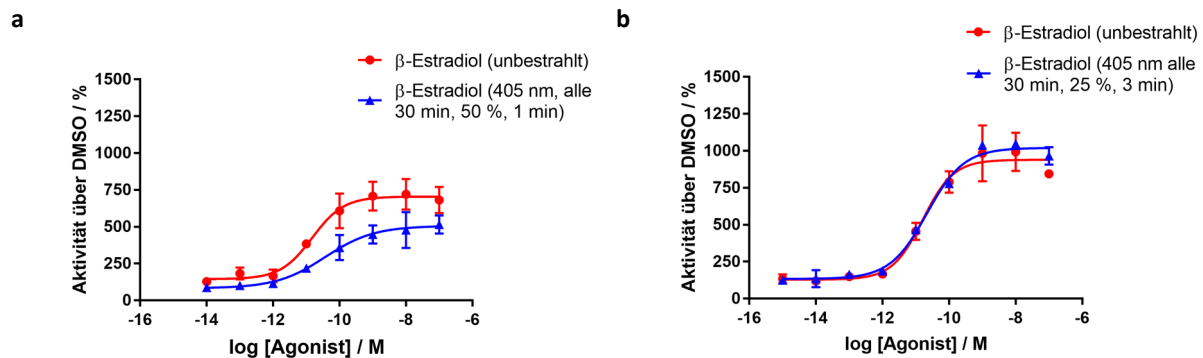 a
β-Estradiol (unbestrahlt)
β-Estradiol (405 nm, alle
30 min, 50 %, 1 min)
Aktivität über DMSO / %
1500
1250
1000
750
500
250
0
-16
-14
-12
-10
-8
-6
log [Agonist] / M
b
β-Estradiol (unbestrahlt)
β-Estradiol (405 nm alle
30 min, 25 %, 3 min)
Aktivität über DMSO / %
1500
1250
1000
750
500
250
0
-16
-14
-12
-10
-8
-6
log [Agonist] / M